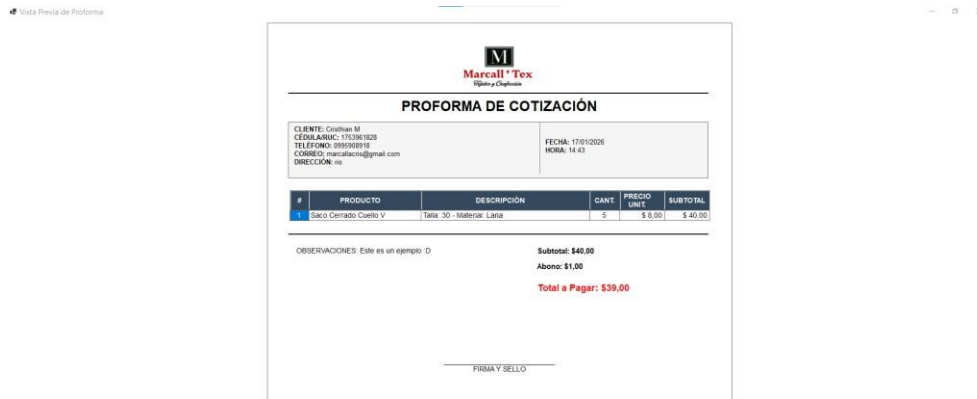 Vista Previa de Proforma
M
Marcall*Tex
Tejidos y Confección
PROFORMA DE COTIZACIÓN
CLIENTE: Cristhian M
CÉDULA/RUC: 1753961828
TELÉFONO: 0995908918
CORREO: marcallacris@gmail.com
DIRECCIÓN: rio
FECHA: 17/01/2026
HORA: 14:43
# PRODUCTO DESCRIPCIÓN CANT. PRECIO UNIT. SUBTOTAL
1 Saco Cerrado Cuello V Talla: 30 - Material: Lana 5 $ 8,00 $ 40,00
OBSERVACIONES: Este es un ejemplo :D
Subtotal: $40,00
Abono: $1,00
Total a Pagar: $39,00
FIRMA Y SELLO